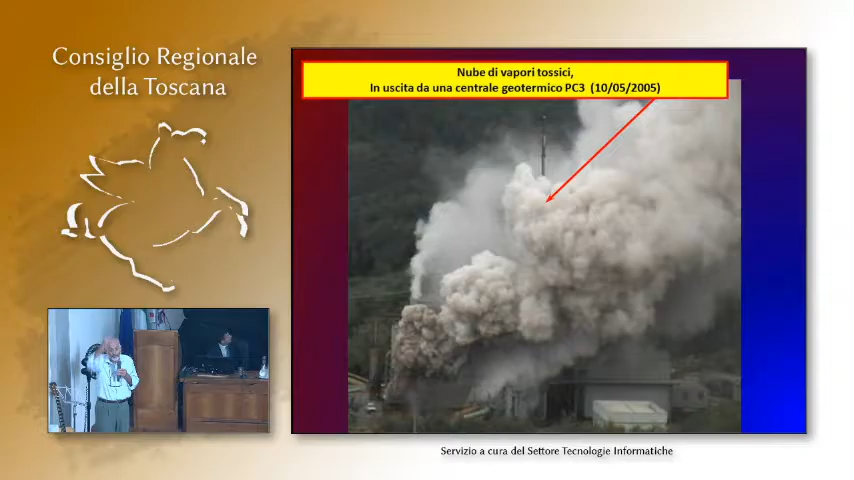 Consiglio Regionale
della Toscana
Nube di vapori tossici,
In uscita da una centrale geotermico PC3 (10/05/2005)
Servizio a cura del Settore Tecnologie Informatiche